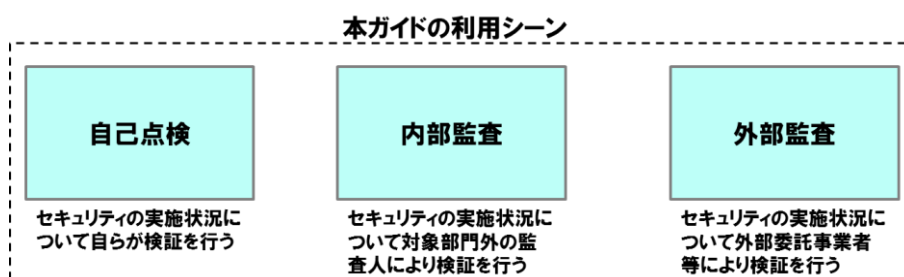 本ガイドの利用シーン
自己点検
セキュリティの実施状況に
ついて自らが検証を行う
内部監査
セキュリティの実施状況に
ついて対象部門外の監
査人により検証を行う
外部監査
セキュリティの実施状況に
ついて外部委託事業者
等により検証を行う